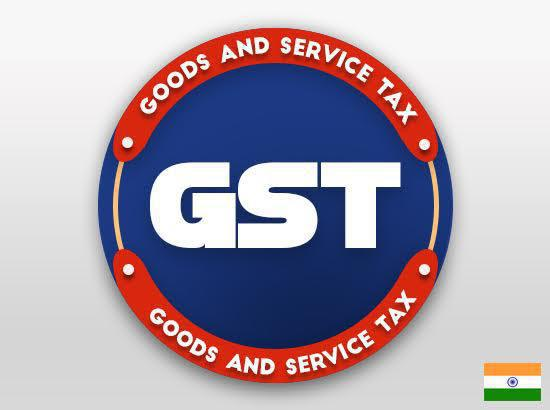 GOODS AND SERVICE TAX
GST
GOODS AND SERVICE TAX